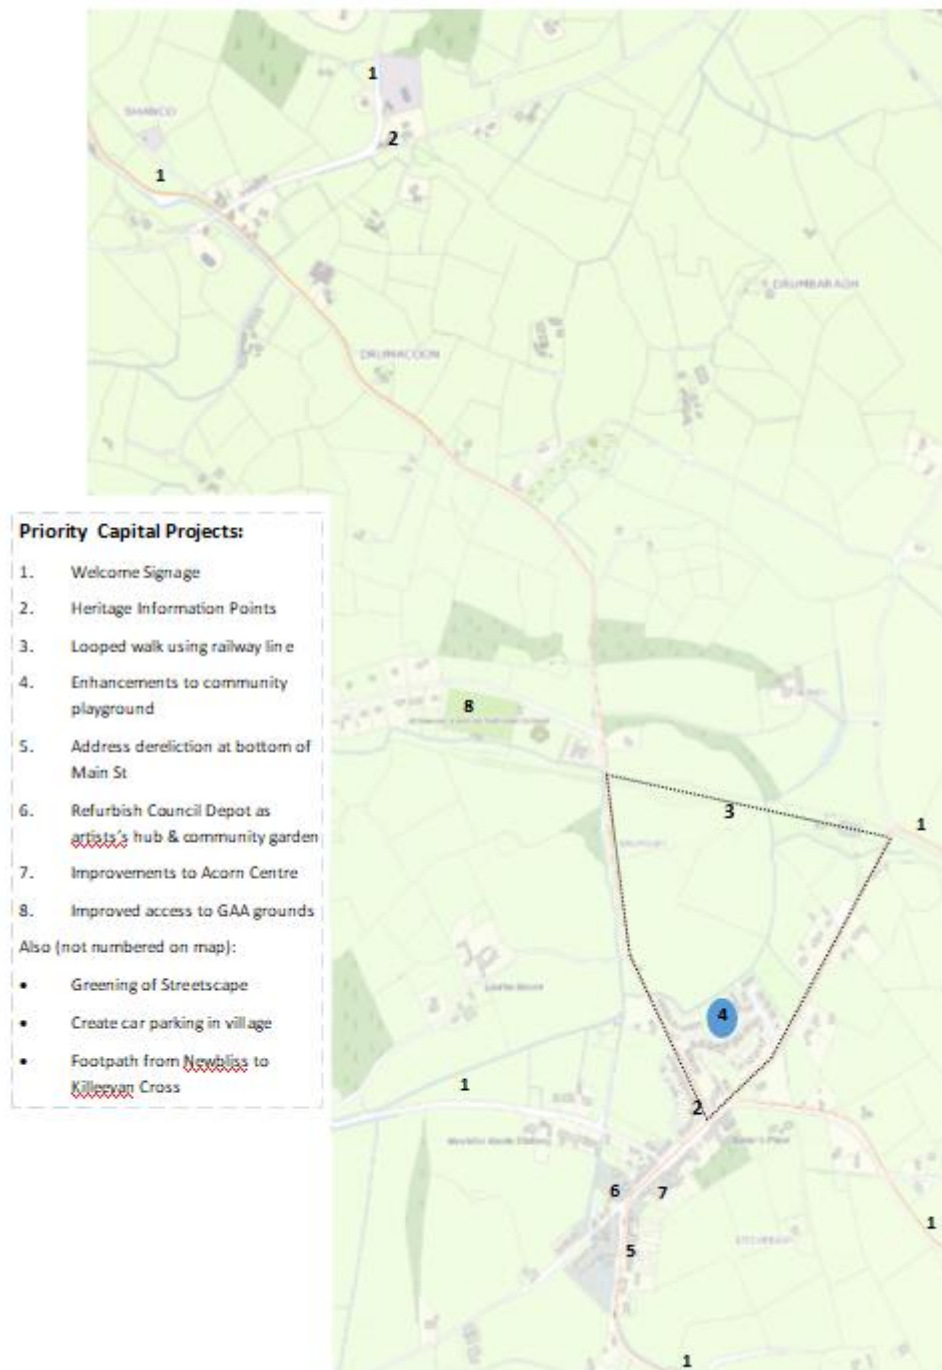 1
SHANCO
2
1
DRUMBARAGH
DRUMACOON
Priority Capital Projects:
1. Welcome Signage
2. Heritage Information Points
3. Looped walk using railway line
4. Enhancements to community
playground
5. Address dereliction at bottom of
Main St
6. Refurbish Council Depot as
artists's hub & community garden
7. Improvements to Acorn Centre
8. Improved access to GAA grounds
Also (not numbered on map):
• Greening of Streetscape
• Create car parking in village
• Footpath from Newbliss to
Killeevan Cross
8
3
1
4
1
2
6
7
1
5
1